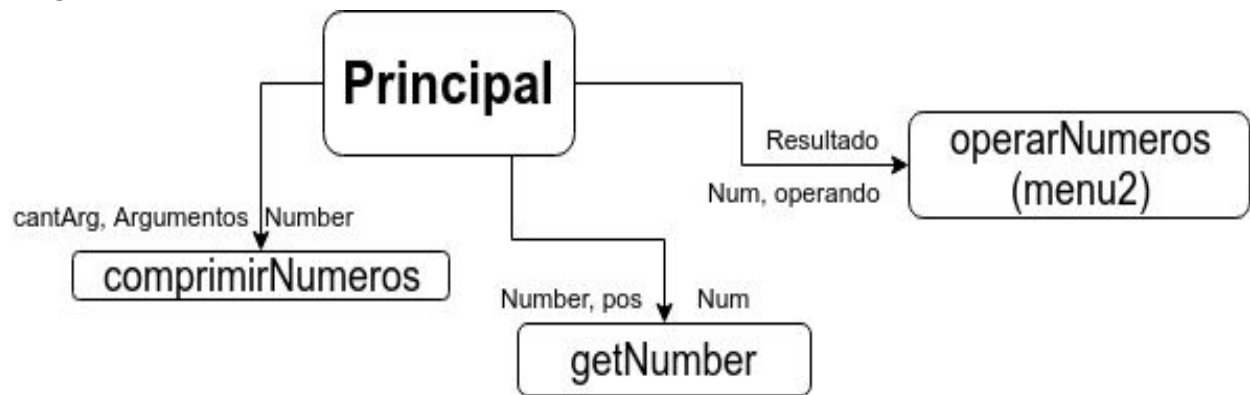 Principal
Resultado
operarNumeros
(menu2)
Num, operando
cantArg, Argumentos Number
comprimirNumeros
Number, pos Num
getNumber